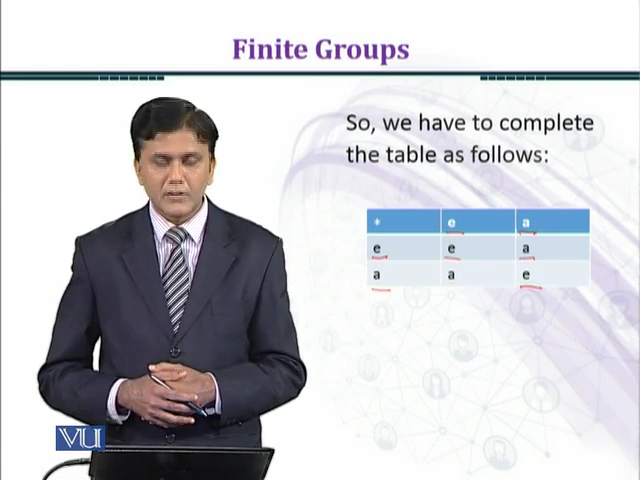 Finite Groups
So, we have to complete
the table as follows:
* e a
e e a
a a e
VU